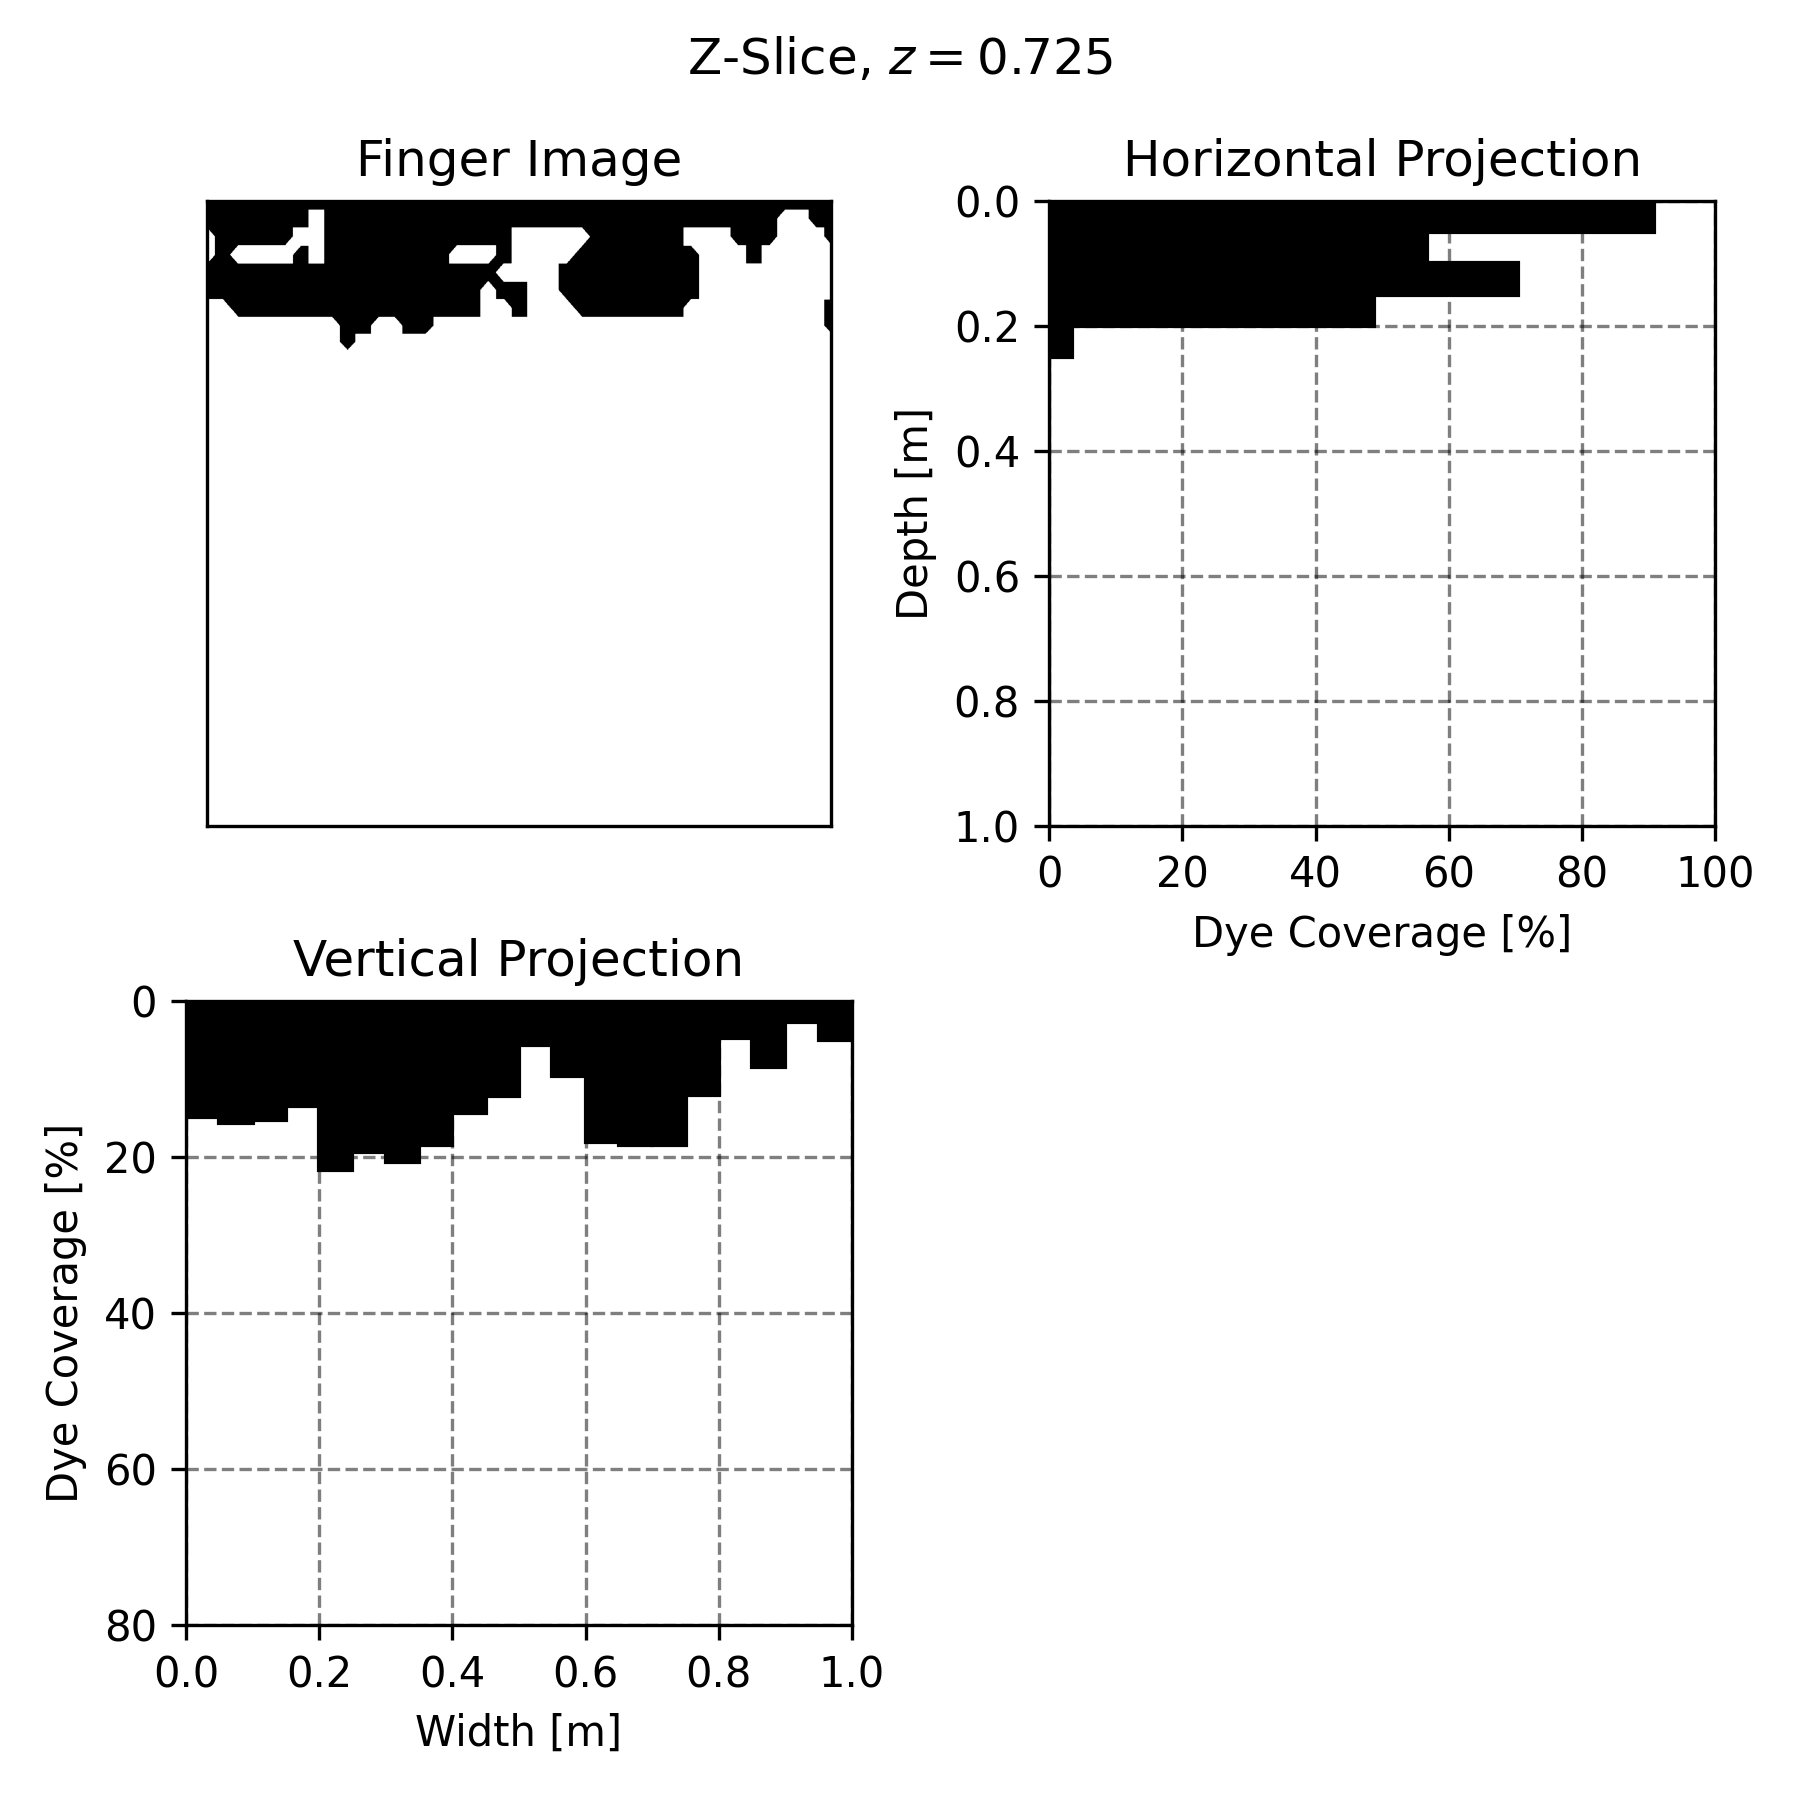 Z-Slice, z = 0.725
Finger Image
Horizontal Projection
0.0
0.2
0.4
0.6
0.8
1.0
Depth [m]
0 20 40 60 80 100
Dye Coverage [%]
Vertical Projection
0
20
40
60
80
Dye Coverage [%]
0.0 0.2 0.4 0.6 0.8 1.0
Width [m]